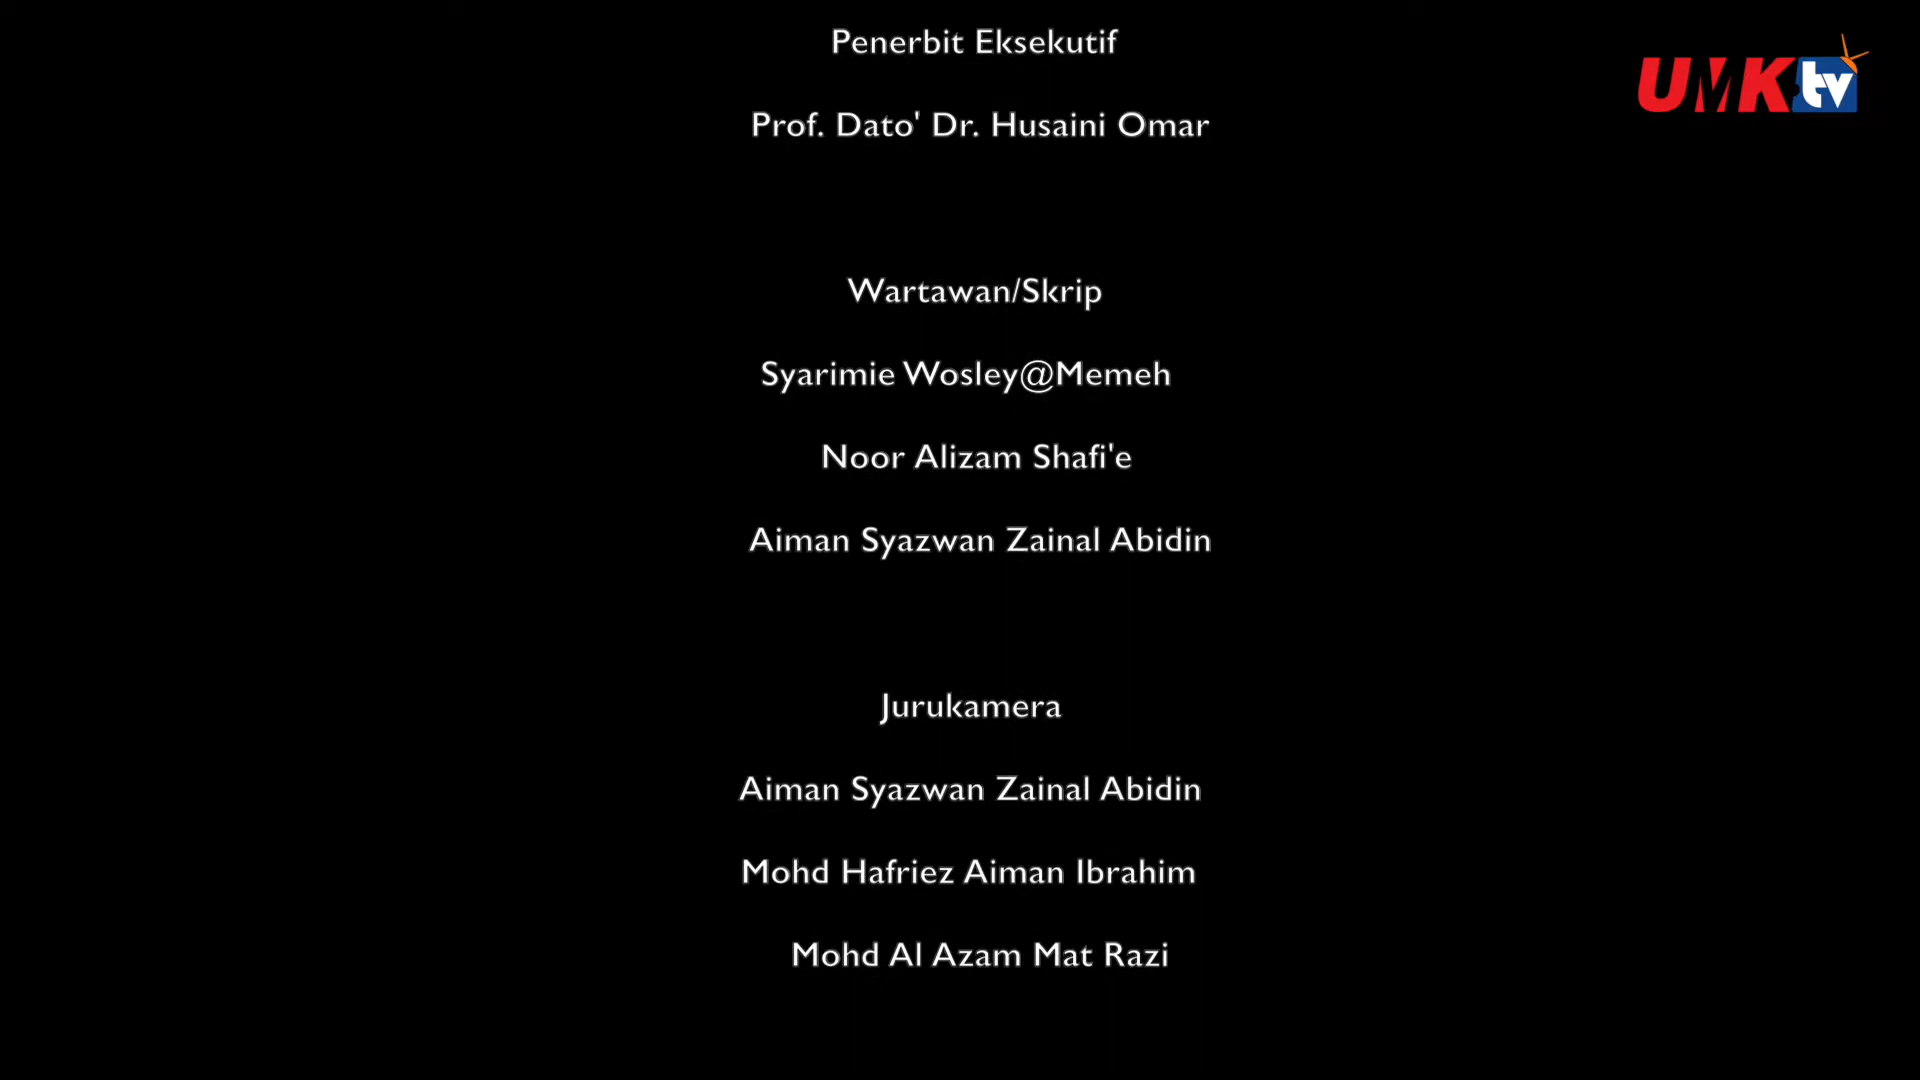 Penerbit Eksekutif
UMKtv
Prof. Dato' Dr. Husaini Omar
Wartawan/Skrip
Syarimie Wosley@Memeh
Noor Alizam Shafi'e
Aiman Syazwan Zainal Abidin
Jurukamera
Aiman Syazwan Zainal Abidin
Mohd Hafriez Aiman Ibrahim
Mohd Al Azam Mat Razi